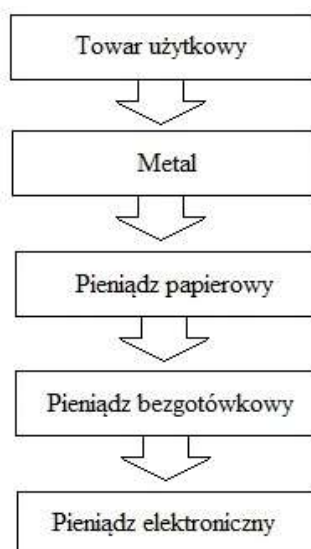 Towar użytkowy
Metal
Pieniądz papierowy
Pieniądz bezgotówkowy
Pieniądz elektroniczny